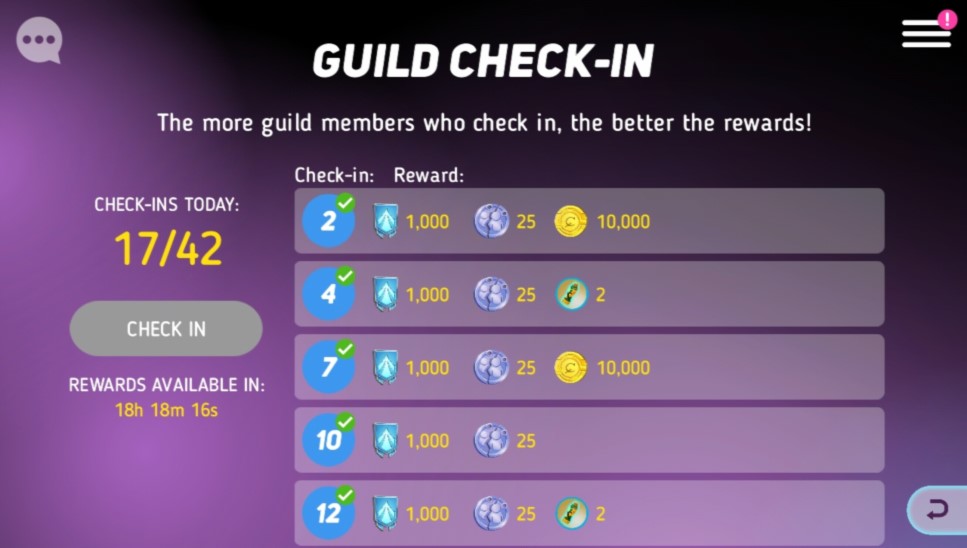 !
GUILD CHECK-IN
The more guild members who check in, the better the rewards!
Check-in: Reward:
CHECK-INS TODAY:
17/42
CHECK IN
REWARDS AVAILABLE IN:
18h 18m 16s
2 1,000 25 10,000
4 1,000 25 2
7 1,000 25 10,000
10 1,000 25
12 1,000 25 2